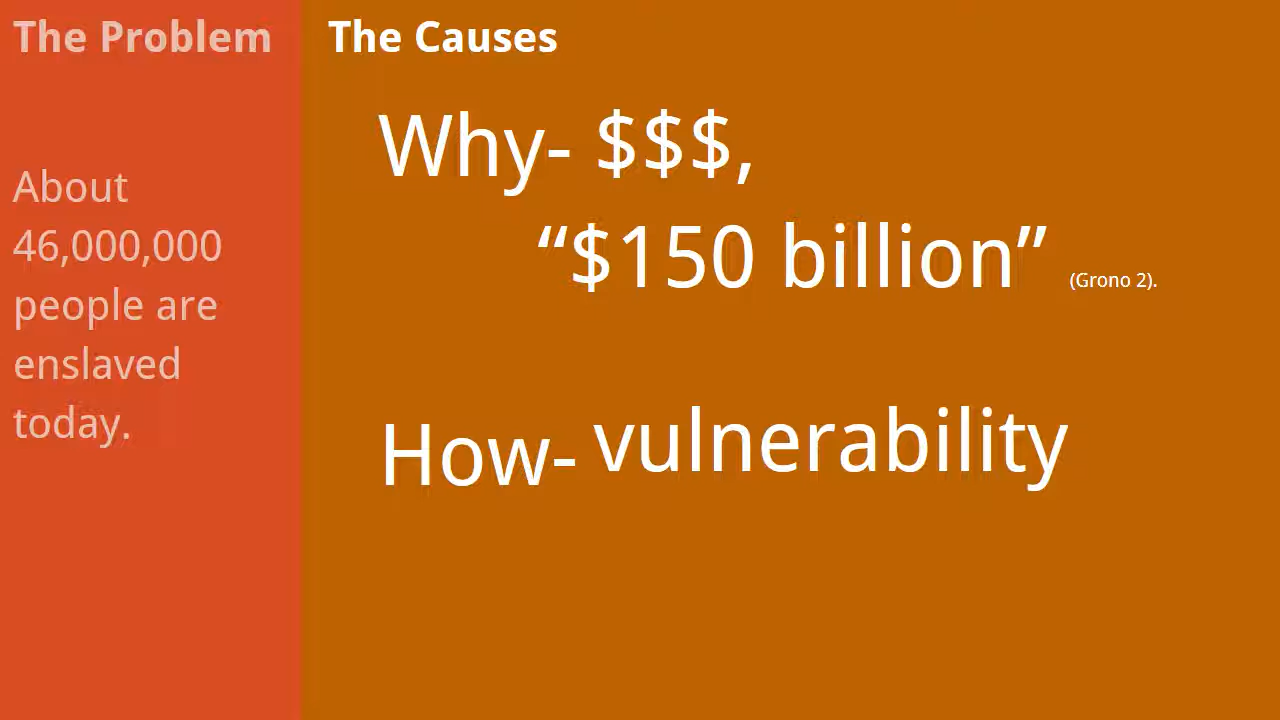 The Problem
About
46,000,000
people are
enslaved
today.
The Causes
Why- $$$,
“$150 billion” (Grono 2).
How- vulnerability